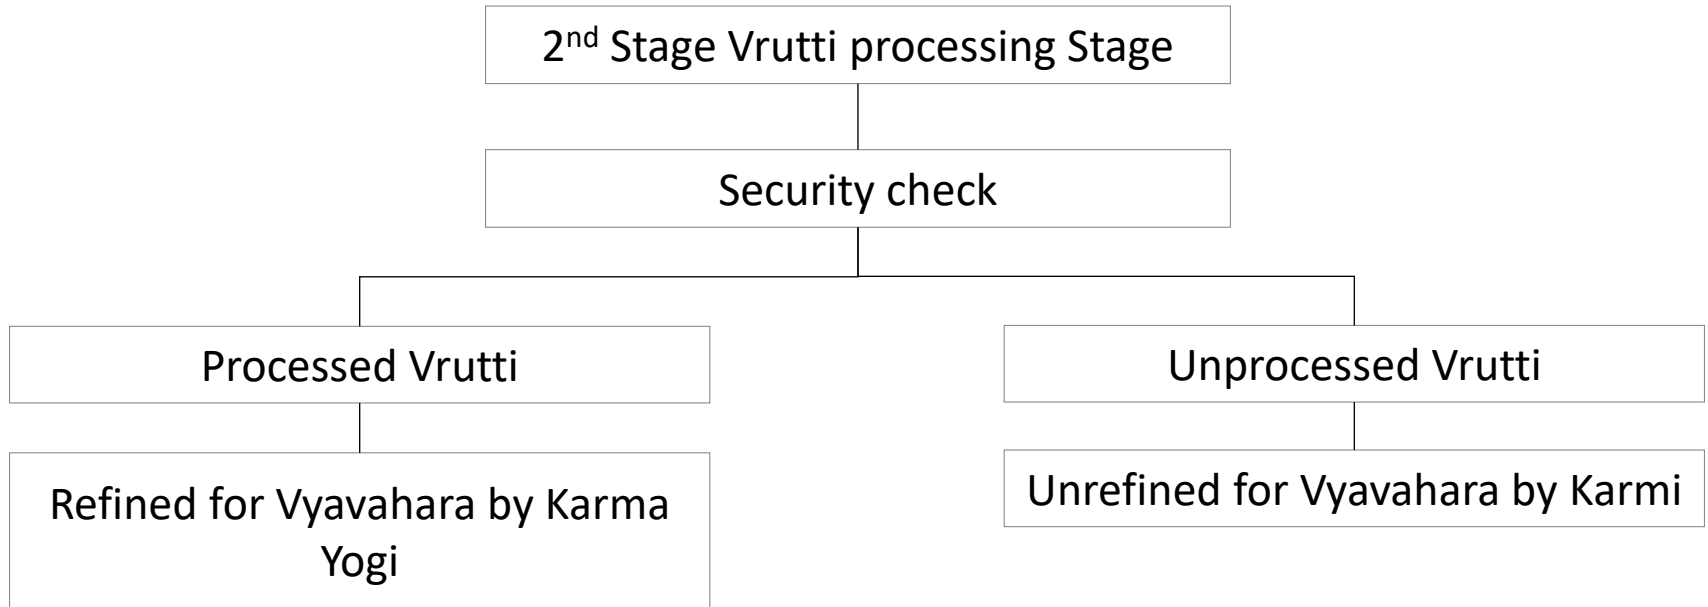 2nd Stage Vrutti processing Stage
Security check
Processed Vrutti
Unprocessed Vrutti
Refined for Vyavahara by Karma
Yogi
Unrefined for Vyavahara by Karmi